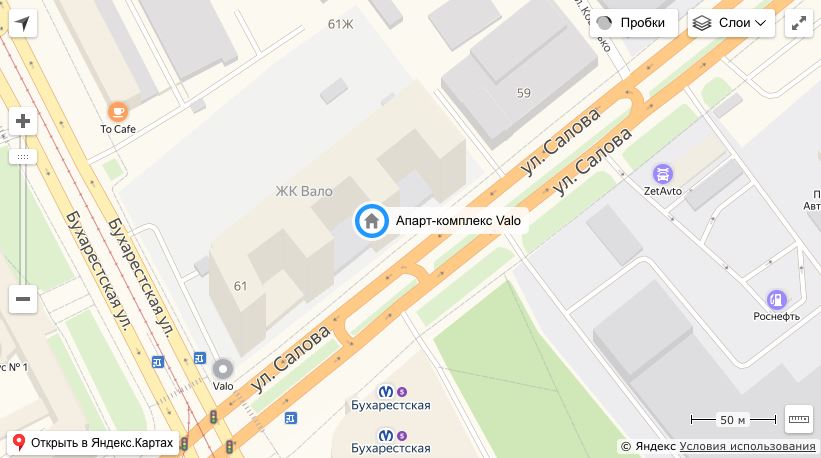 61Ж
Пробки
Слои
59
To Cafe
ул. Салова
ул. Салова
ZetAvto
ЖК Вало
Апарт-комплекс Valo
Бухарестская ул.
Бухарестская ул.
61
Роснефть
Valo
ул. Салова
Бухарестская
50 м
Бухарестская
Открыть в Яндекс.Картах
© Яндекс Условия использования